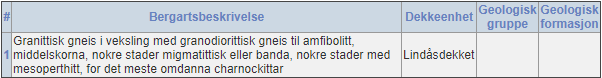 # Bergartsbeskrivelse Dekkeenhet Geologisk gruppe Geologisk formasjon
1 Granittisk gneis i veksling med granodiorittisk gneis til amfibolitt,
middelskorna, nokre stader migmatittisk eller banda, nokre stader med
mesoperthitt, for det meste omdanna charnockittar
Lindåsdekket